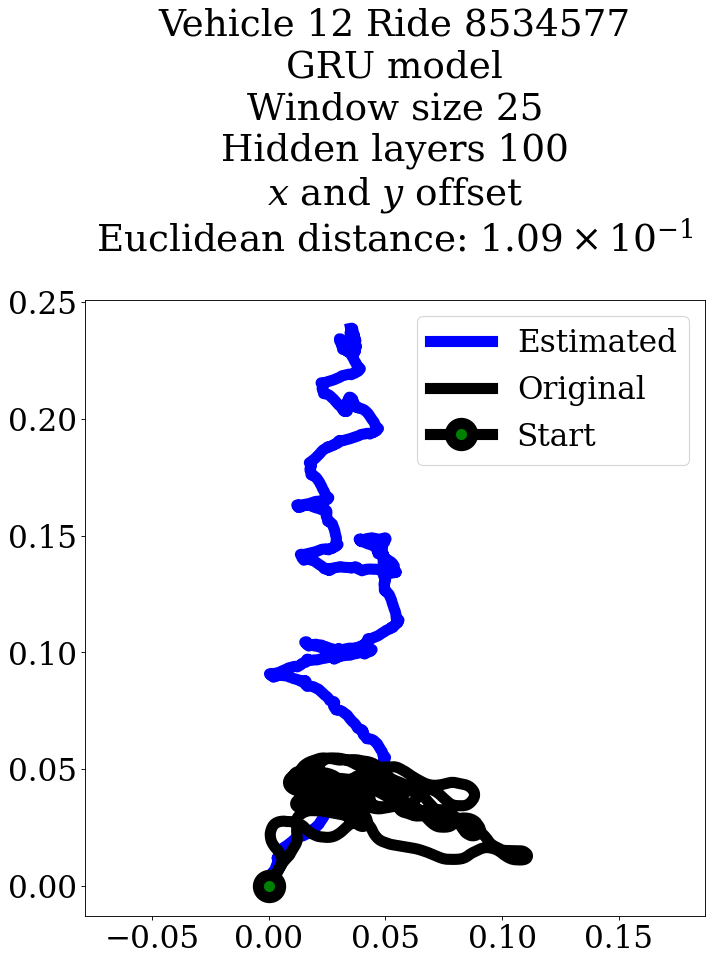 Vehicle 12 Ride 8534577
GRU model
Window size 25
Hidden layers 100
x and y offset
Euclidean distance: 1.09 × 10⁻¹
0.25
0.20
0.15
0.10
0.05
0.00
Estimated
Original
Start
−0.05 0.00 0.05 0.10 0.15